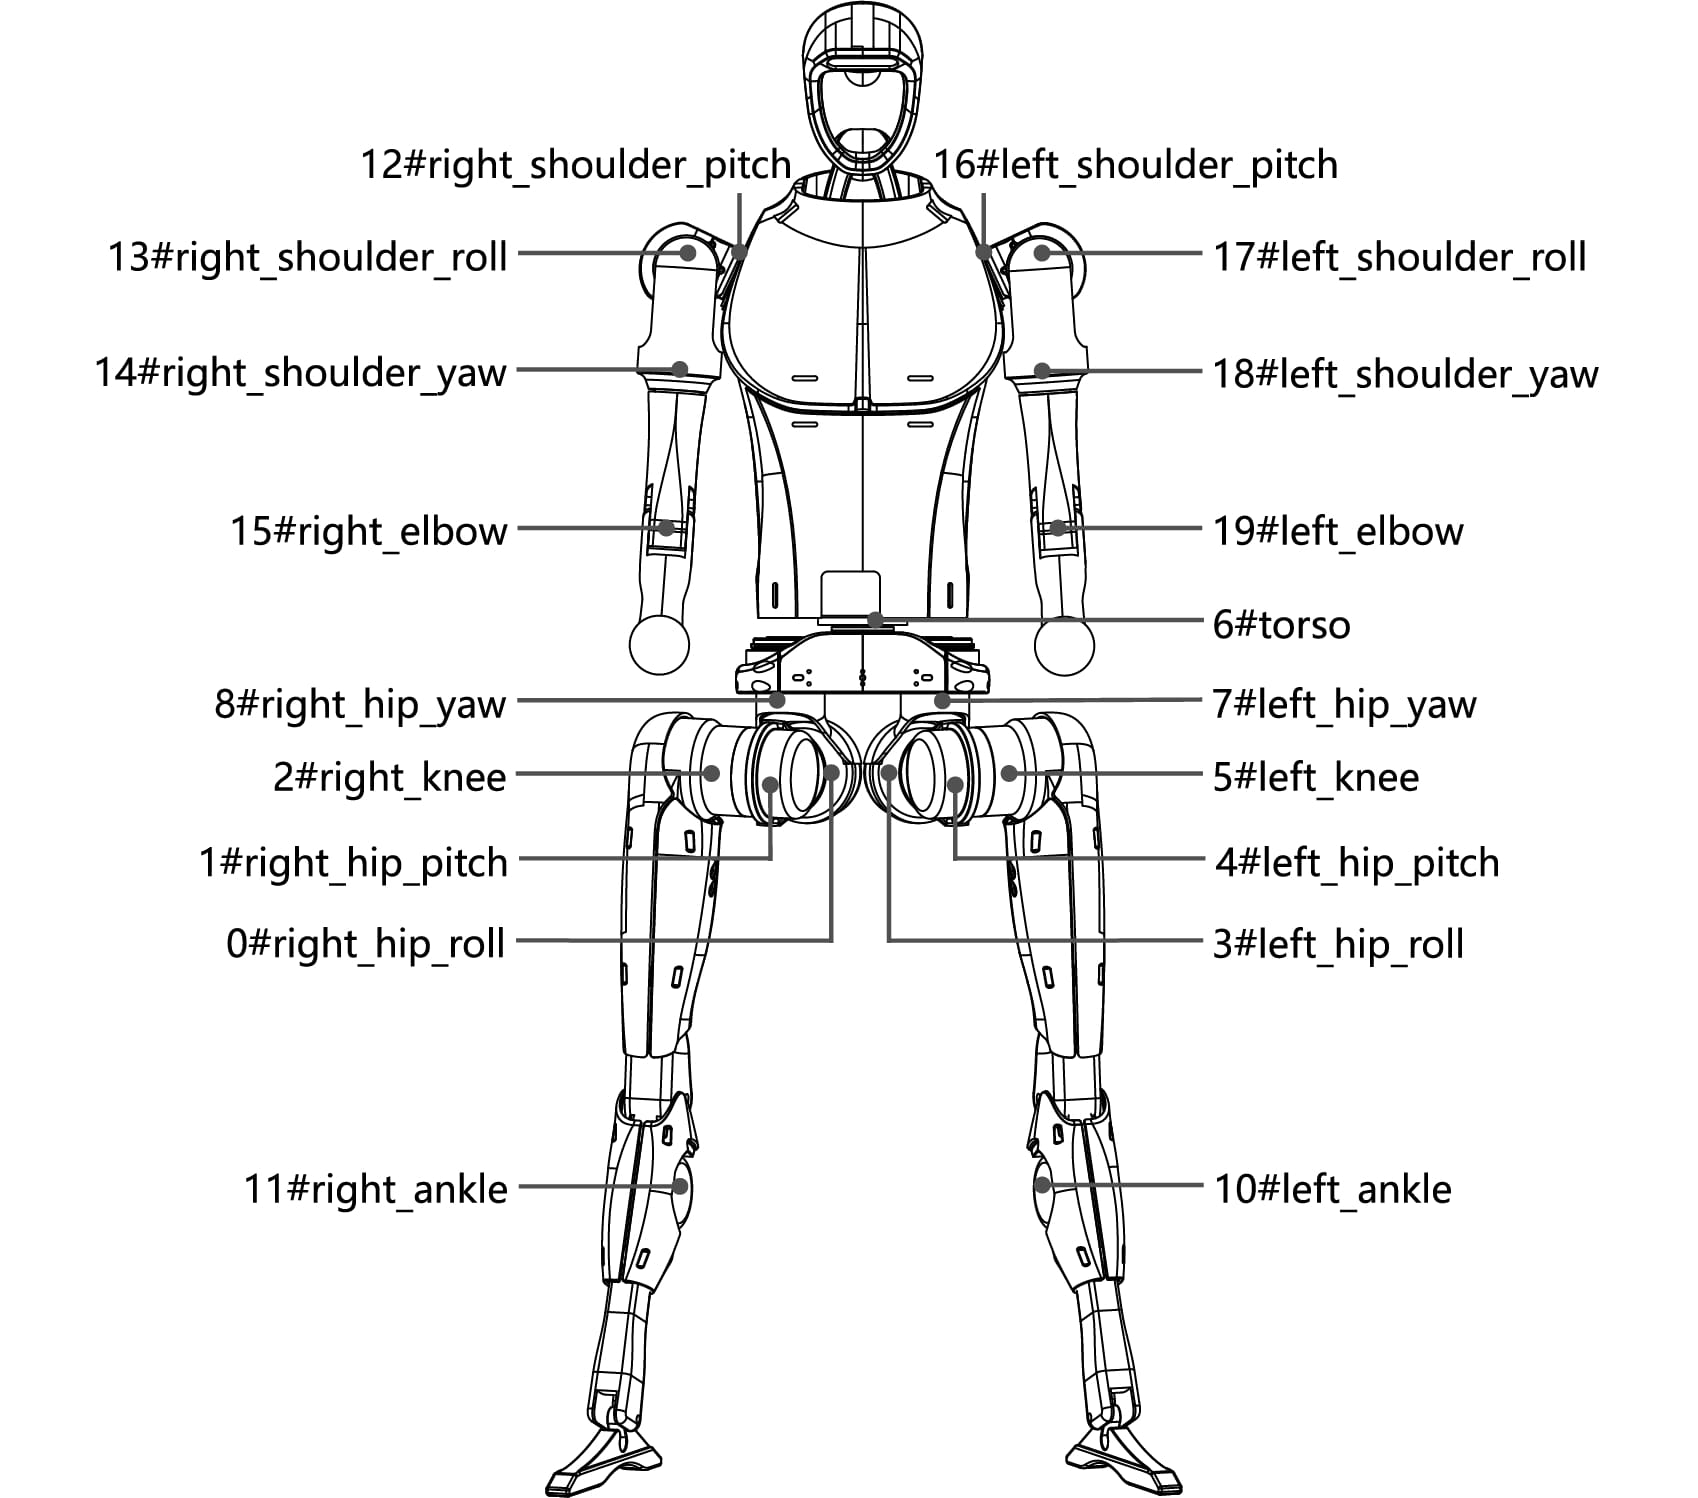 12#right_shoulder_pitch
16#left_shoulder_pitch
13#right_shoulder_roll
17#left_shoulder_roll
14#right_shoulder_yaw
18#left_shoulder_yaw
15#right_elbow
19#left_elbow
6#torso
8#right_hip_yaw
7#left_hip_yaw
2#right_knee
5#left_knee
1#right_hip_pitch
4#left_hip_pitch
0#right_hip_roll
3#left_hip_roll
11#right_ankle
10#left_ankle